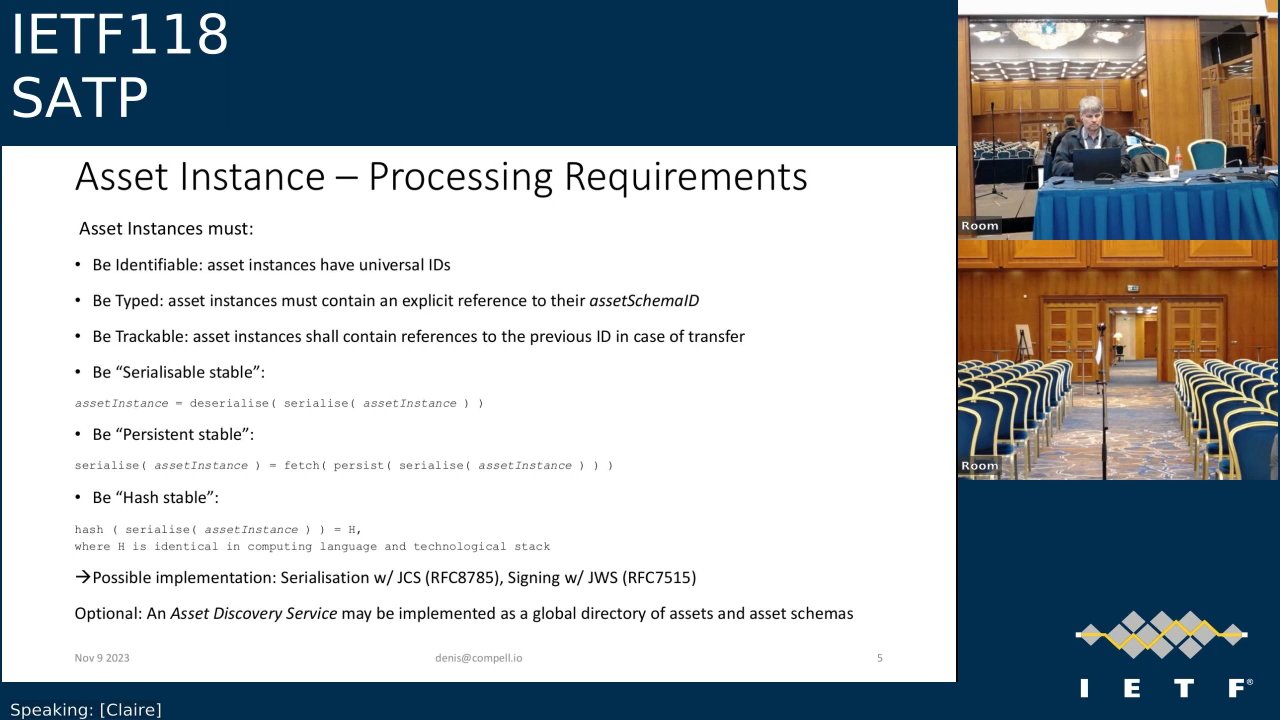 IETF118
SATP
Asset Instance – Processing Requirements
Asset Instances must:
• Be Identifiable: asset instances have universal IDs
• Be Typed: asset instances must contain an explicit reference to their assetSchemaID
• Be Trackable: asset instances shall contain references to the previous ID in case of transfer
• Be “Serialisable stable”:
assetInstance = deserialise( serialise( assetInstance ) )
• Be “Persistent stable”:
serialise( assetInstance ) = fetch( persist( serialise( assetInstance ) ) )
• Be “Hash stable”:
hash ( serialise( assetInstance ) ) = H,
where H is identical in computing language and technological stack
→Possible implementation: Serialisation w/ JCS (RFC8785), Signing w/ JWS (RFC7515)
Optional: An Asset Discovery Service may be implemented as a global directory of assets and asset schemas
Nov 9 2023
denis@compell.io
5
Room
Room
I E T F®
Speaking: [Claire]